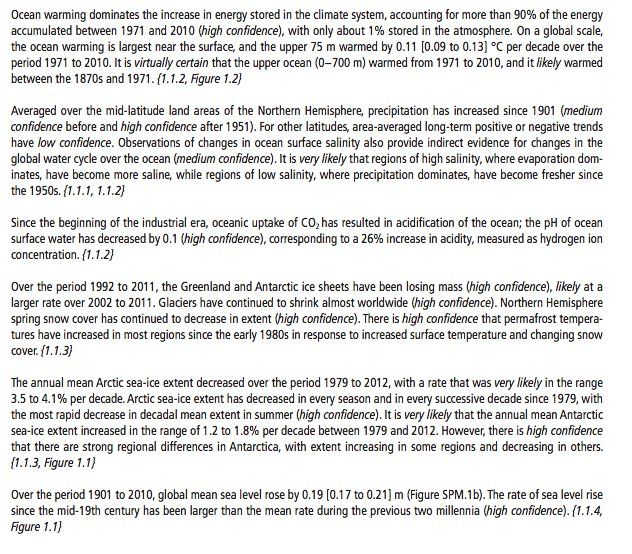 Ocean warming dominates the increase in energy stored in the climate system, accounting for more than 90% of the energy
accumulated between 1971 and 2010 (high confidence), with only about 1% stored in the atmosphere. On a global scale,
the ocean warming is largest near the surface, and the upper 75 m warmed by 0.11 [0.09 to 0.13] °C per decade over the
period 1971 to 2010. It is virtually certain that the upper ocean (0−700 m) warmed from 1971 to 2010, and it likely warmed
between the 1870s and 1971. {1.1.2, Figure 1.2}
Averaged over the mid-latitude land areas of the Northern Hemisphere, precipitation has increased since 1901 (medium
confidence before and high confidence after 1951). For other latitudes, area-averaged long-term positive or negative trends
have low confidence. Observations of changes in ocean surface salinity also provide indirect evidence for changes in the
global water cycle over the ocean (medium confidence). It is very likely that regions of high salinity, where evaporation dom-
inates, have become more saline, while regions of low salinity, where precipitation dominates, have become fresher since
the 1950s. {1.1.1, 1.1.2}
Since the beginning of the industrial era, oceanic uptake of CO₂ has resulted in acidification of the ocean; the pH of ocean
surface water has decreased by 0.1 (high confidence), corresponding to a 26% increase in acidity, measured as hydrogen ion
concentration. {1.1.2}
Over the period 1992 to 2011, the Greenland and Antarctic ice sheets have been losing mass (high confidence), likely at a
larger rate over 2002 to 2011. Glaciers have continued to shrink almost worldwide (high confidence). Northern Hemisphere
spring snow cover has continued to decrease in extent (high confidence). There is high confidence that permafrost tempera-
tures have increased in most regions since the early 1980s in response to increased surface temperature and changing snow
cover. {1.1.3}
The annual mean Arctic sea-ice extent decreased over the period 1979 to 2012, with a rate that was very likely in the range
3.5 to 4.1% per decade. Arctic sea-ice extent has decreased in every season and in every successive decade since 1979, with
the most rapid decrease in decadal mean extent in summer (high confidence). It is very likely that the annual mean Antarctic
sea-ice extent increased in the range of 1.2 to 1.8% per decade between 1979 and 2012. However, there is high confidence
that there are strong regional differences in Antarctica, with extent increasing in some regions and decreasing in others.
{1.1.3, Figure 1.1}
Over the period 1901 to 2010, global mean sea level rose by 0.19 [0.17 to 0.21] m (Figure SPM.1b). The rate of sea level rise
since the mid-19th century has been larger than the mean rate during the previous two millennia (high confidence). {1.1.4,
Figure 1.1}